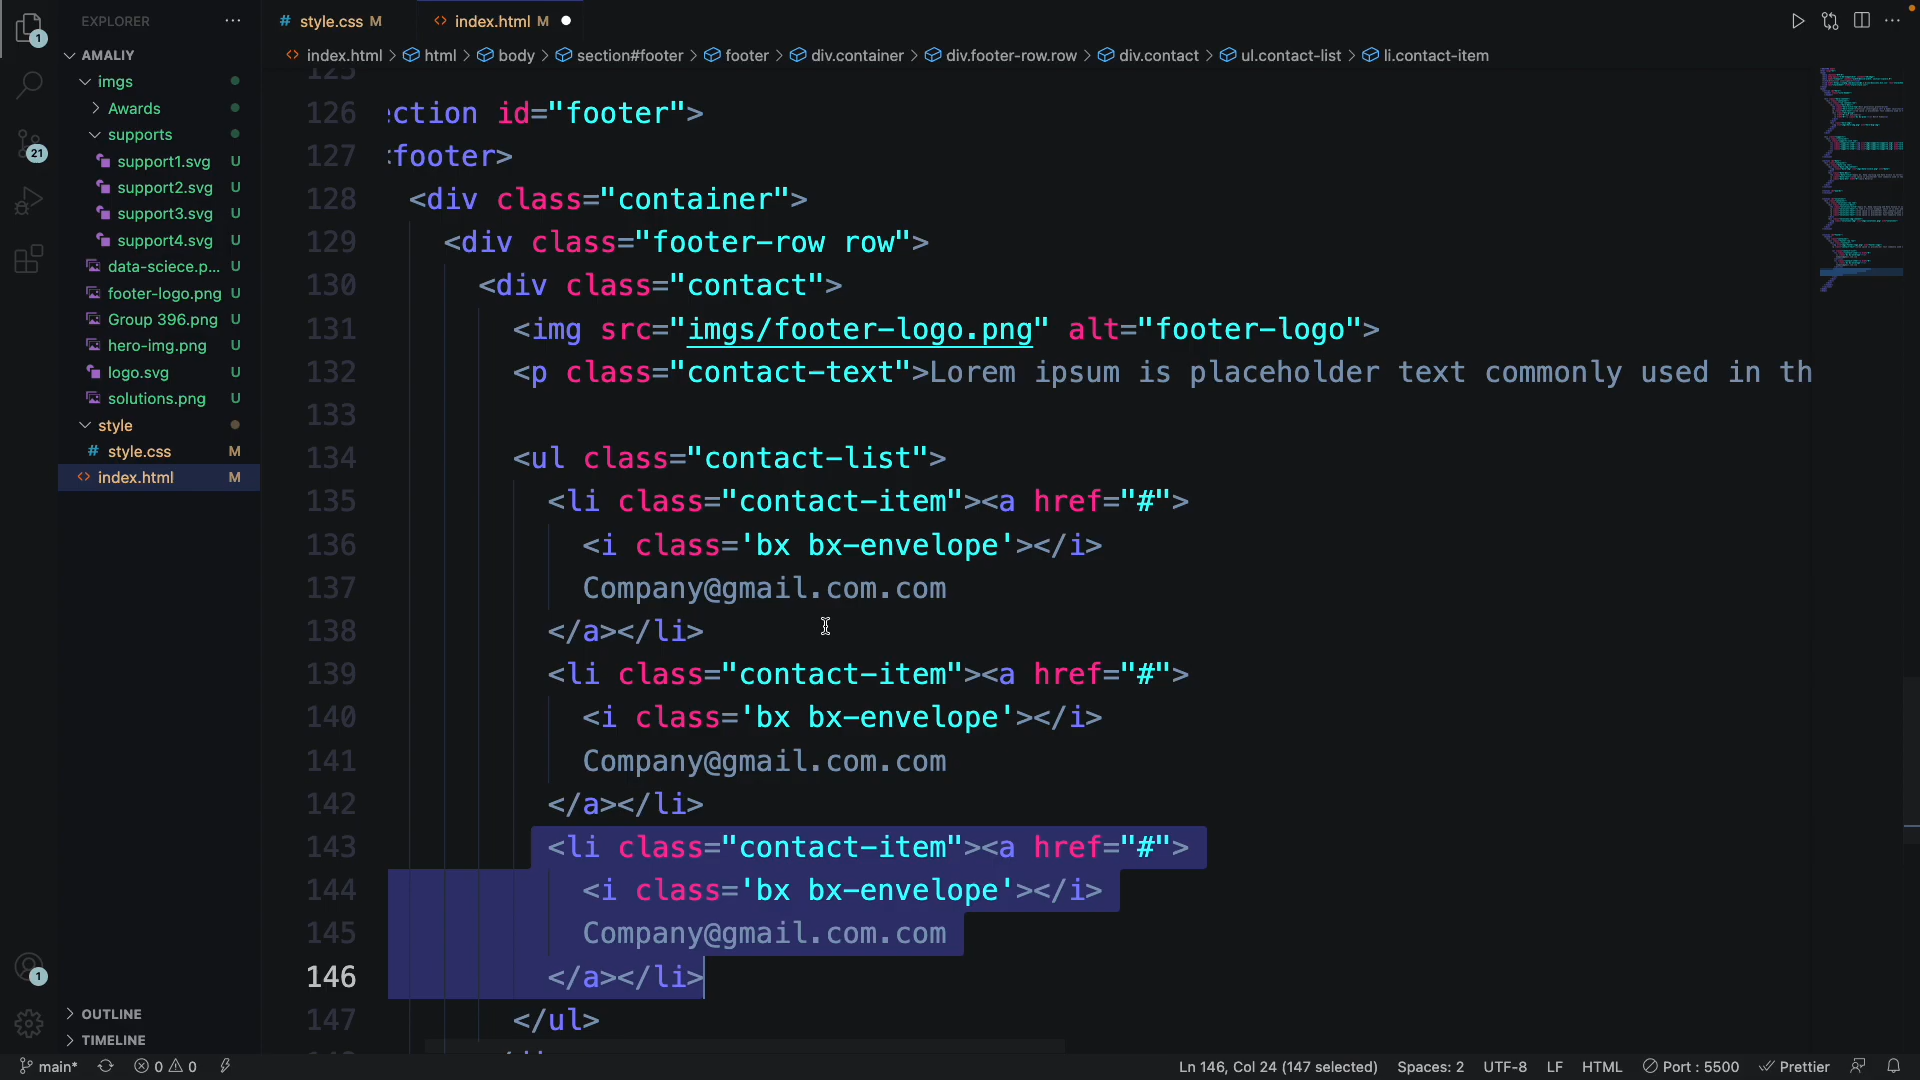 EXPLORER
···
# style.css M
<> index.html M ●
AMALIY
imgs
Awards
supports
support1.svg U
support2.svg U
support3.svg U
support4.svg U
data-sciece.p... U
footer-logo.png U
Group 396.png U
hero-img.png U
logo.svg U
solutions.png U
style
# style.css M
<> index.html M
OUTLINE
TIMELINE
1
21
1
<> index.html > html > body > section#footer > footer > div.container > div.footer-row.row > div.contact > ul.contact-list > li.contact-item
125
126 ction id="footer">
127 footer>
128 <div class="container">
129 <div class="footer-row row">
130 <div class="contact">
131 <img src="imgs/footer-logo.png" alt="footer-logo">
132 <p class="contact-text">Lorem ipsum is placeholder text commonly used in th
133
134 <ul class="contact-list">
135 <li class="contact-item"><a href="#">
136 <i class='bx bx-envelope'></i>
137 Company@gmail.com.com
138 </a></li>
139 <li class="contact-item"><a href="#">
140 <i class='bx bx-envelope'></i>
141 Company@gmail.com.com
142 </a></li>
143 <li class="contact-item"><a href="#">
144 <i class='bx bx-envelope'></i>
145 Company@gmail.com.com
146 </a></li>
147 </ul>
main* 0 0 Ln 146, Col 24 (147 selected) Spaces: 2 UTF-8 LF HTML Port : 5500 Prettier